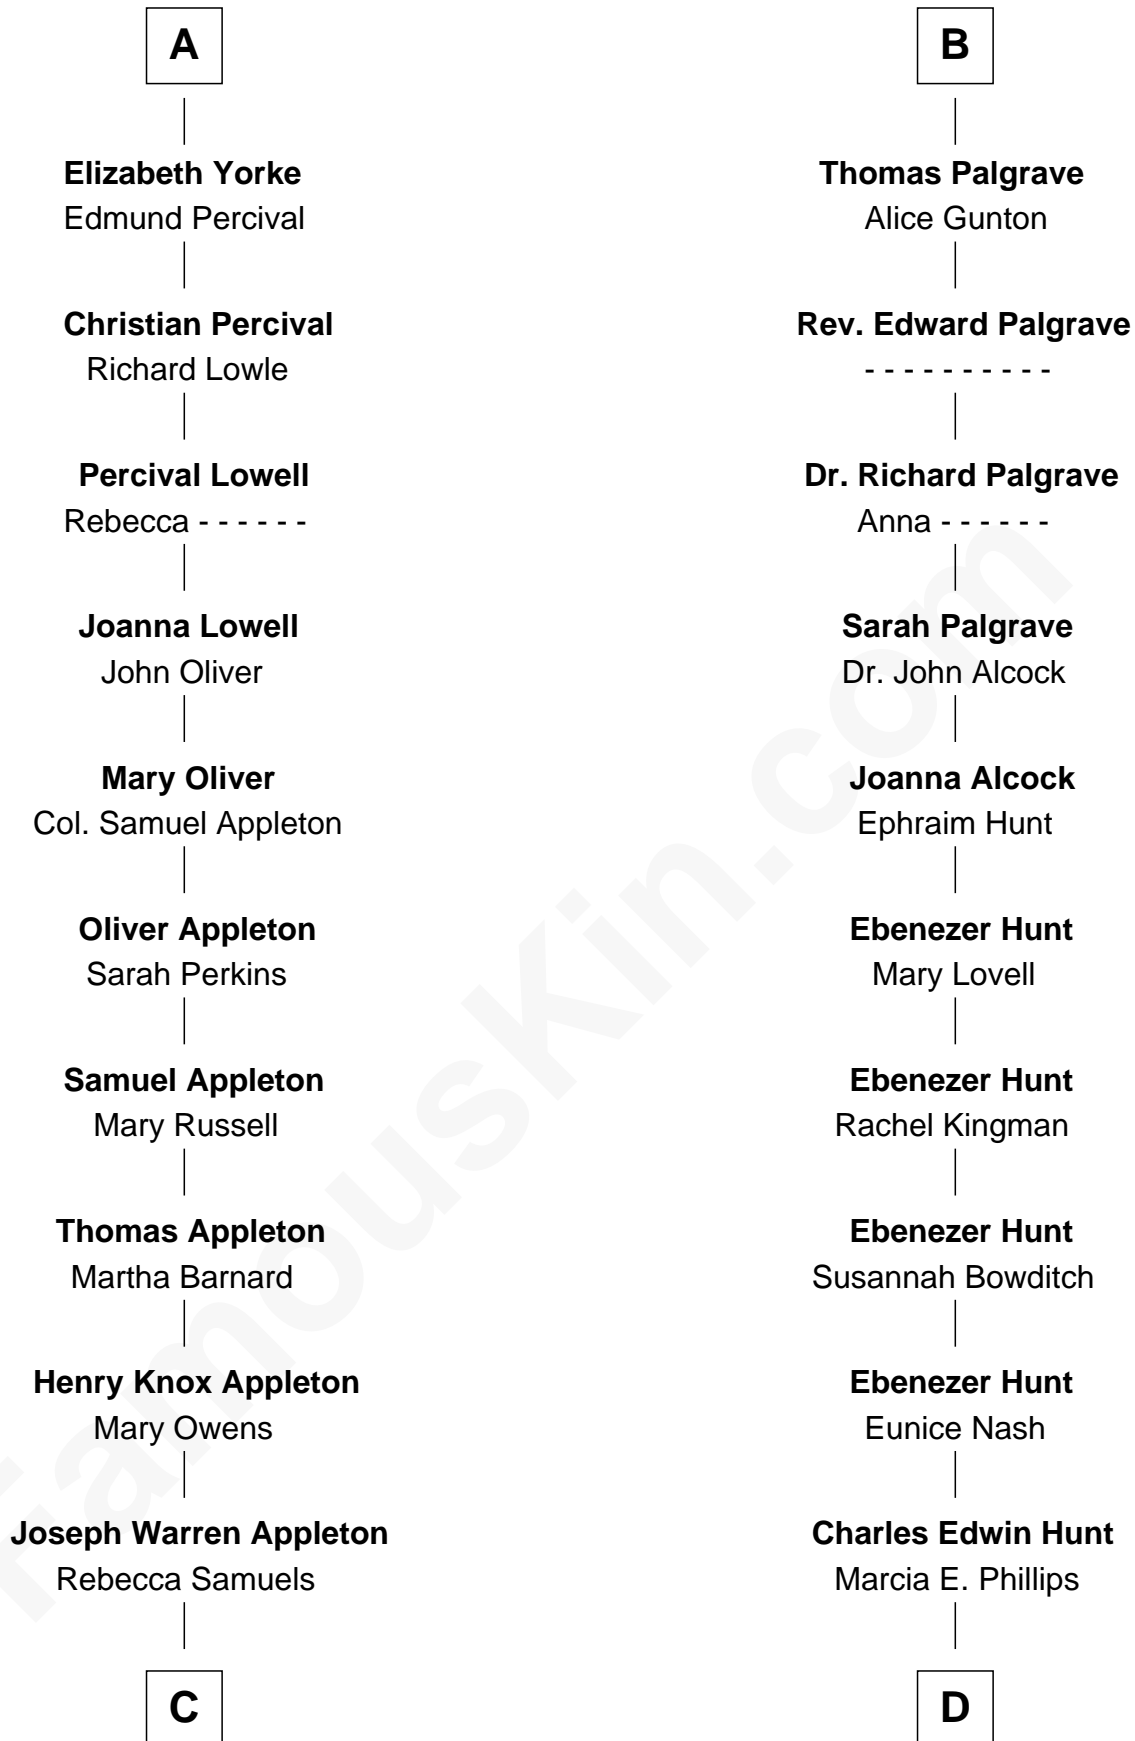 A
Elizabeth Yorke
Edmund Percival
Christian Percival
Richard Lowle
Percival Lowell
Rebecca - - - - - -
Joanna Lowell
John Oliver
Mary Oliver
Col. Samuel Appleton
Oliver Appleton
Sarah Perkins
Samuel Appleton
Mary Russell
Thomas Appleton
Martha Barnard
Henry Knox Appleton
Mary Owens
Joseph Warren Appleton
Rebecca Samuels
C
B
Thomas Palgrave
Alice Gunton
Rev. Edward Palgrave
- - - - - - - - - -
Dr. Richard Palgrave
Anna - - - - - -
Sarah Palgrave
Dr. John Alcock
Joanna Alcock
Ephraim Hunt
Ebenezer Hunt
Mary Lovell
Ebenezer Hunt
Rachel Kingman
Ebenezer Hunt
Susannah Bowditch
Ebenezer Hunt
Eunice Nash
Charles Edwin Hunt
Marcia E. Phillips
D
FamousKin.com